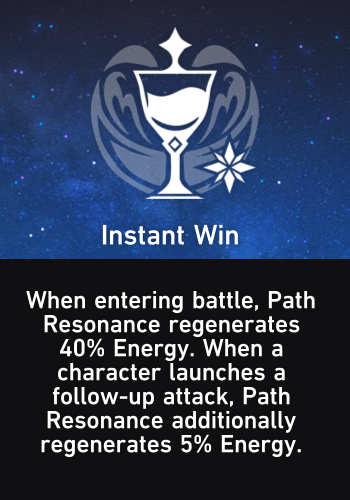 Instant Win
When entering battle, Path
Resonance regenerates
40% Energy. When a
character launches a
follow-up attack, Path
Resonance additionally
regenerates 5% Energy.